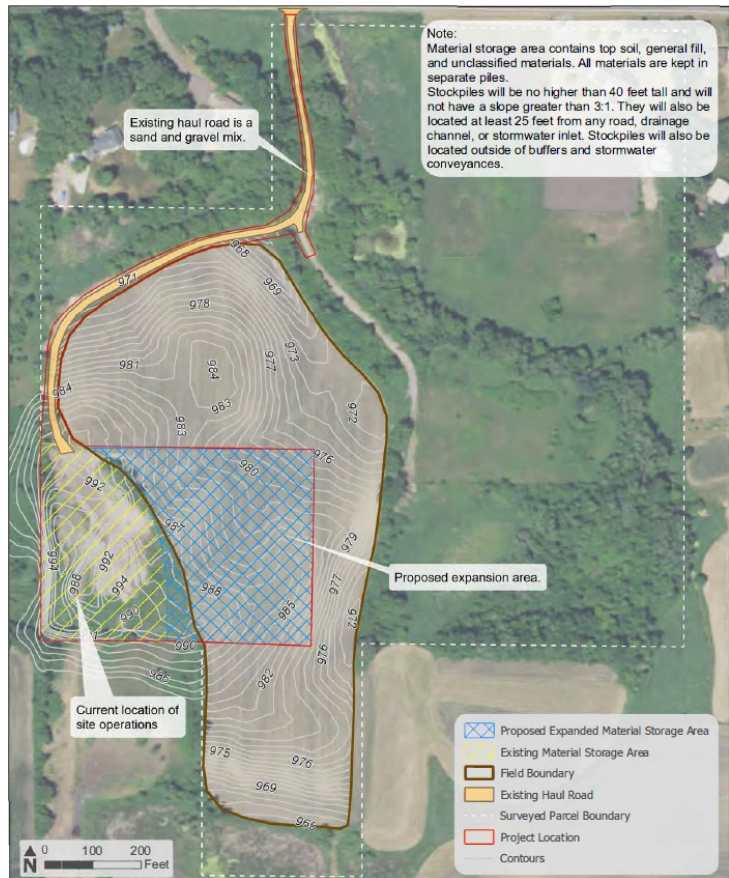 Note:
Material storage area contains top soil, general fill,
and unclassified materials. All materials are kept in
separate piles.
Stockpiles will be no higher than 40 feet tall and will
not have a slope greater than 3:1. They will also be
located at least 25 feet from any road, drainage
channel, or stormwater inlet. Stockpiles will also be
located outside of buffers and stormwater
conveyances.
Existing haul road is a
sand and gravel mix.
968
971
969
978
973
981
984
977
984
983
972
983
976
980
992
987
979
994
992
988
994
977
988
985
972
990
976
986
982
Proposed expansion area.
Current location of
site operations
975
976
969
Proposed Expanded Material Storage Area
Existing Material Storage Area
Field Boundary
Existing Haul Road
Surveyed Parcel Boundary
Project Location
Contours
N
0 100 200
Feet